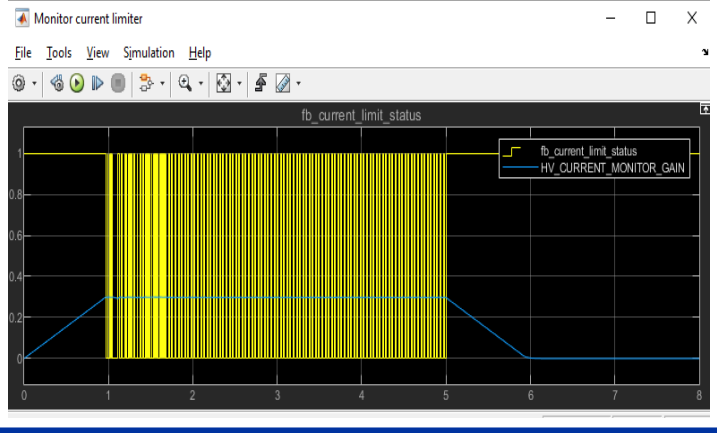 Monitor current limiter
File Tools View Simulation Help
fb_current_limit_status
fb_current_limit_status
HV_CURRENT_MONITOR_GAIN
1
0.8
0.6
0.4
0.2
0
0 1 2 3 4 5 6 7 8